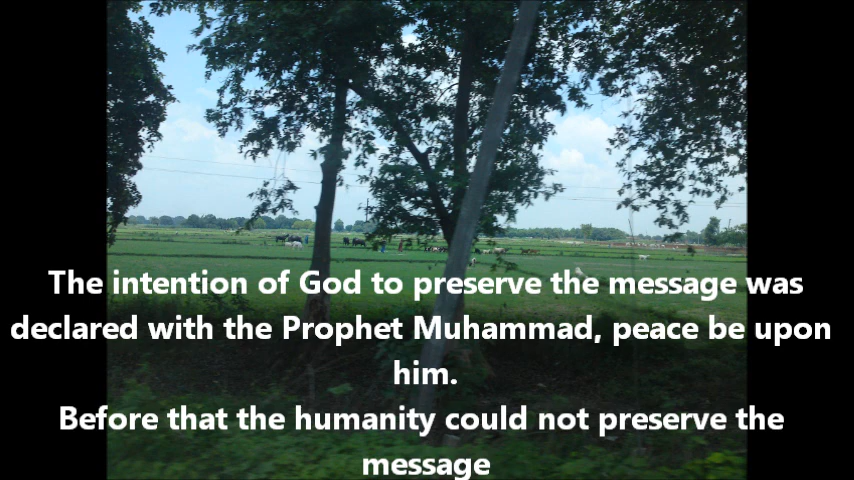 The intention of God to preserve the message was
declared with the Prophet Muhammad, peace be upon
him.
Before that the humanity could not preserve the
message